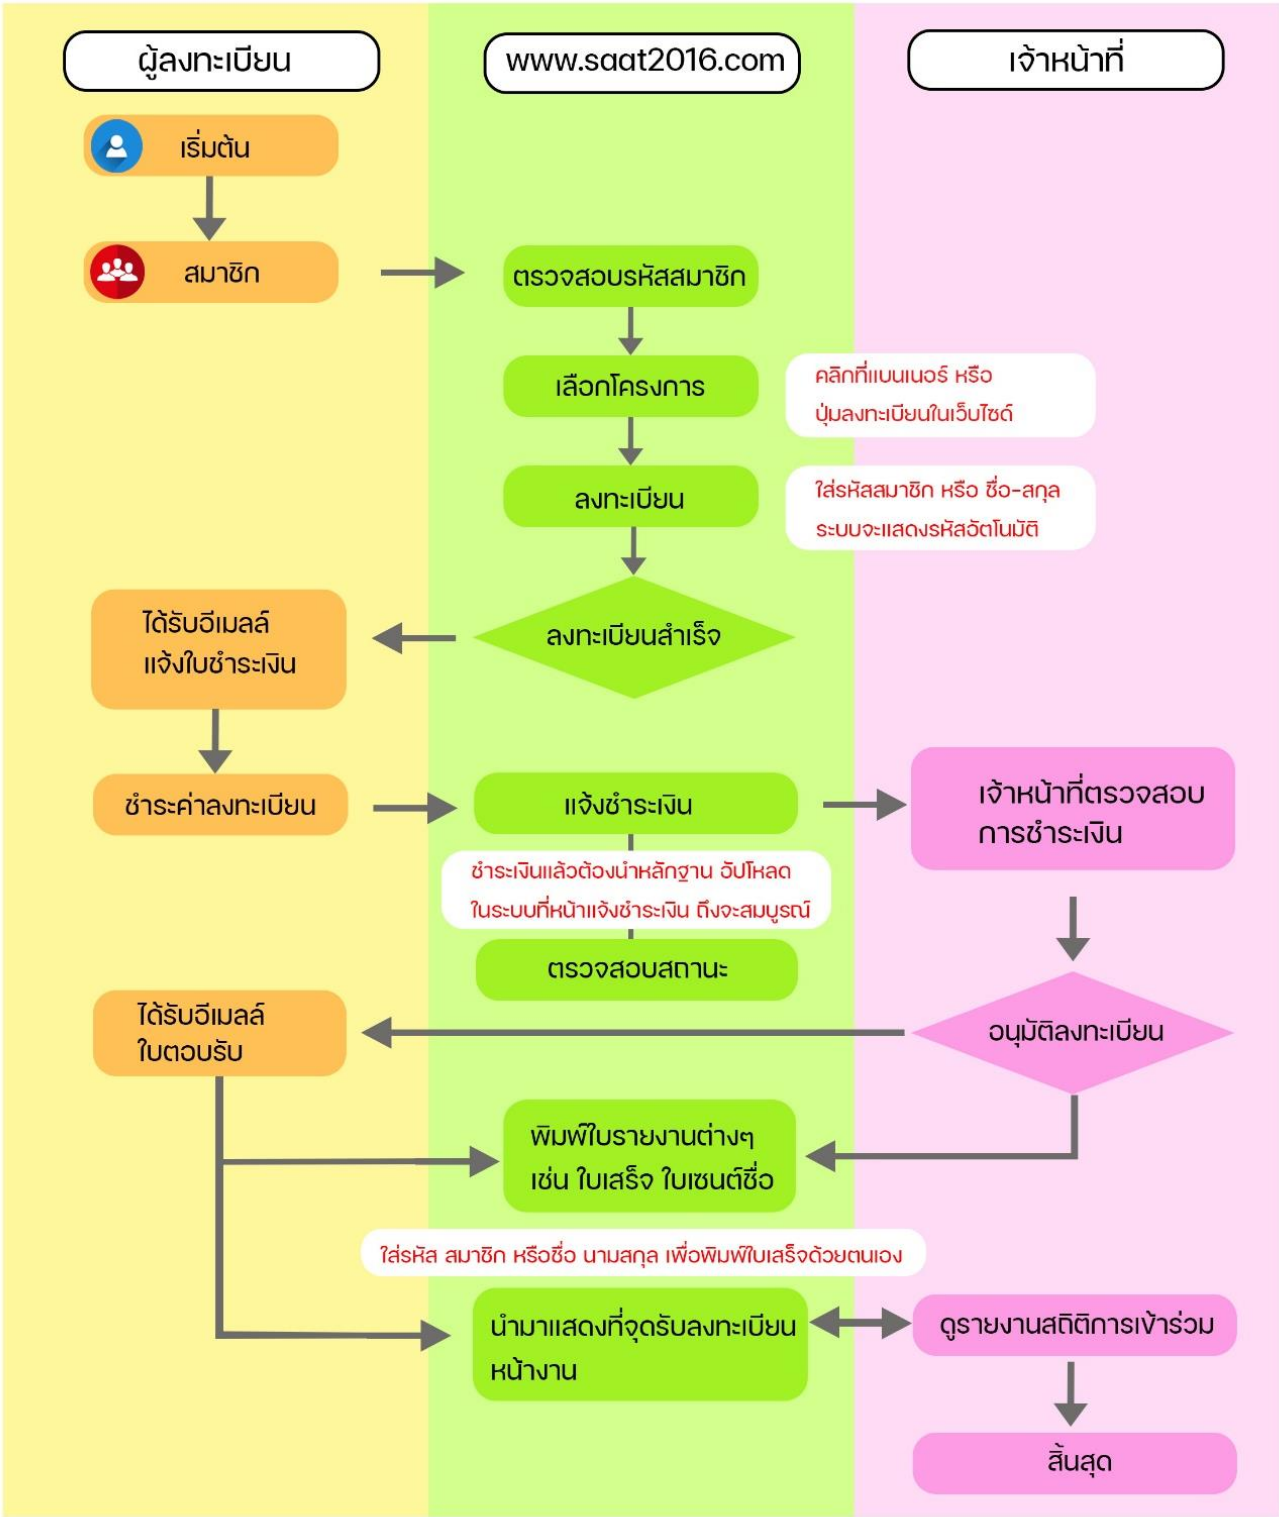 ผู้ลงทะเบียน
www.saat2016.com
เจ้าหน้าที่
เริ่มต้น
สมาชิก
ตรวจสอบรหัสสมาชิก
เลือกโครงการ
คลิกที่แบนเนอร์ หรือ
ปุ่มลงทะเบียนในเว็บไซด์
ลงทะเบียน
ใส่รหัสสมาชิก หรือ ชื่อ-สกุล
ระบบจะแสดงรหัสอัตโนมัติ
ลงทะเบียนสำเร็จ
ได้รับอีเมลล์
แจ้งใบชำระเงิน
ชำระค่าลงทะเบียน
แจ้งชำระเงิน
เจ้าหน้าที่ตรวจสอบ
การชำระเงิน
ชำระเงินแล้วต้องนำหลักฐาน อัปโหลด
ในระบบที่หน้าแจ้งชำระเงิน ถึงจะสมบูรณ์
ตรวจสอบสถานะ
ได้รับอีเมลล์
ใบตอบรับ
อนุมัติลงทะเบียน
พิมพ์ใบรายงานต่างๆ
เช่น ใบเสร็จ ใบเซนต์ชื่อ
ใส่รหัส สมาชิก หรือชื่อ นามสกุล เพื่อพิมพ์ใบเสร็จด้วยตนเอง
นำมาแสดงที่จุดรับลงทะเบียน
หน้างาน
ดูรายงานสถิติการเข้าร่วม
สิ้นสุด